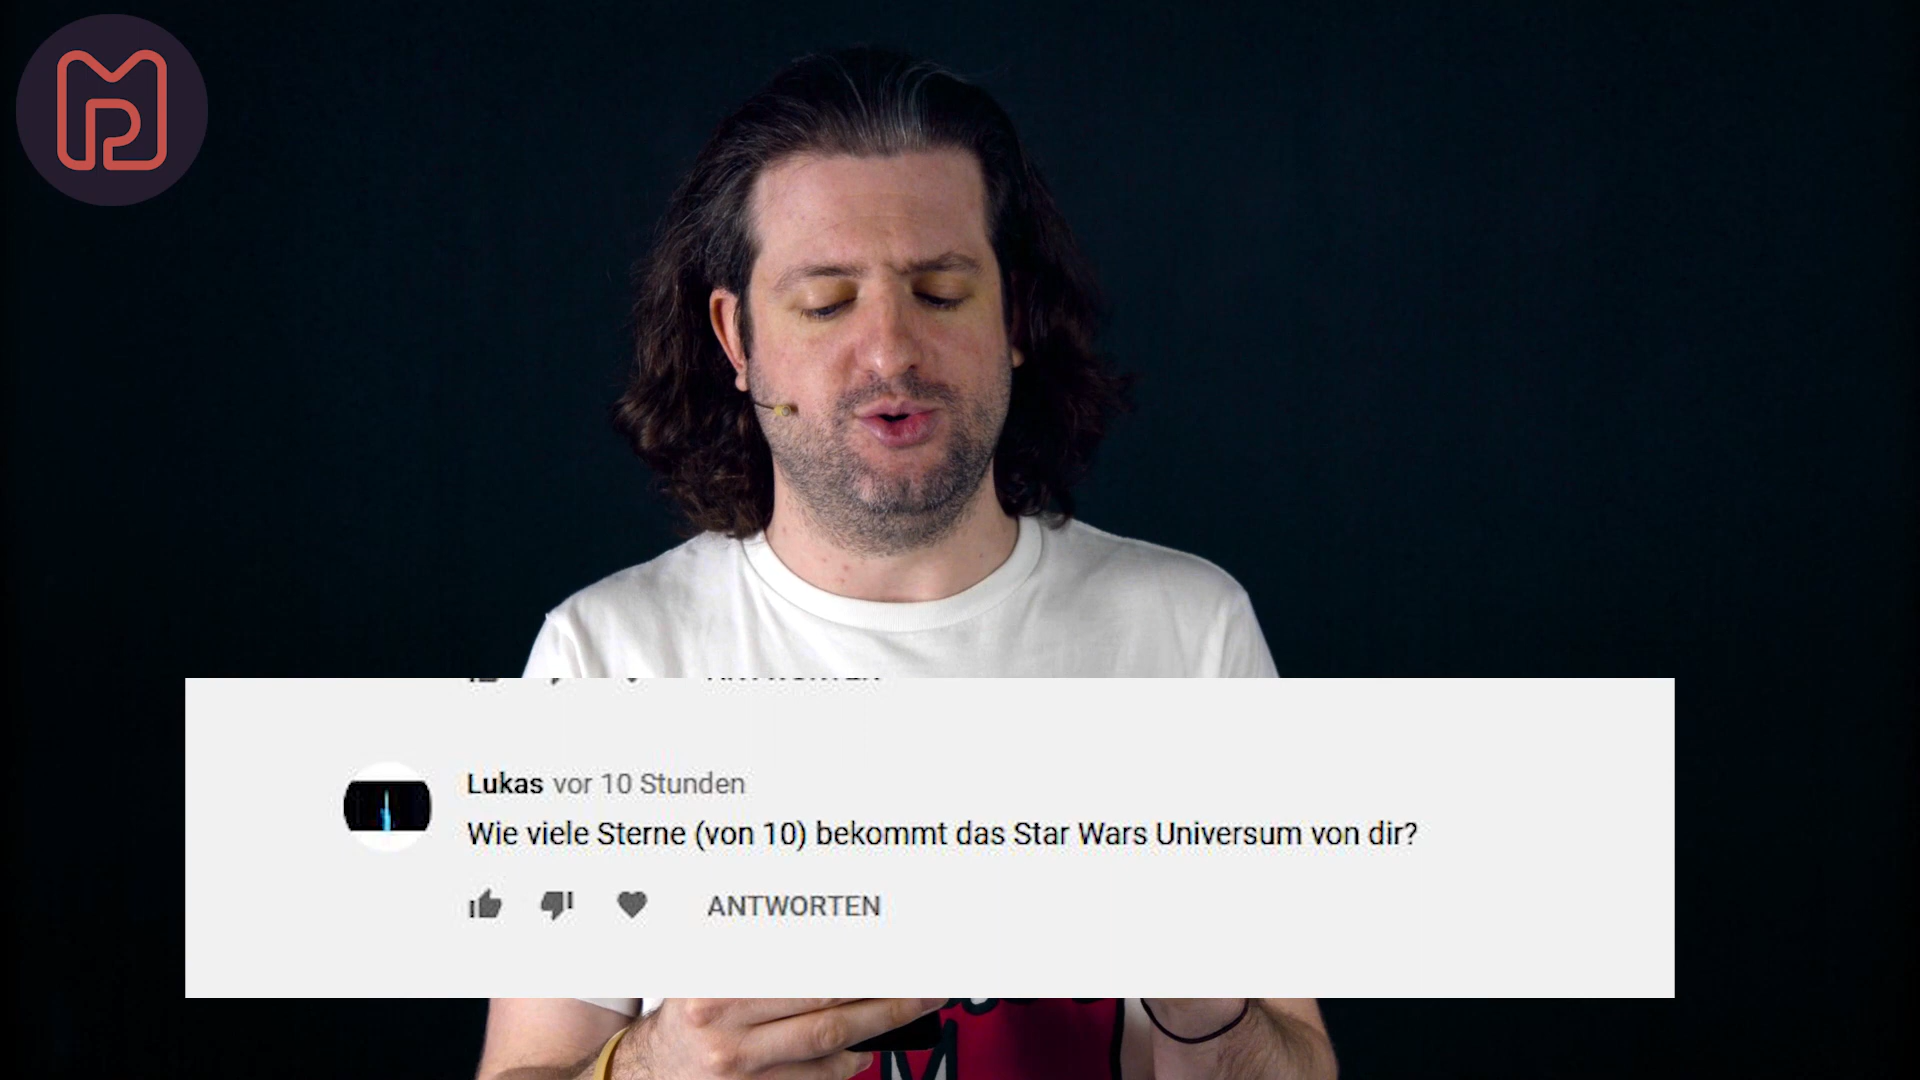 Lukas vor 10 Stunden
Wie viele Sterne (von 10) bekommt das Star Wars Universum von dir?
ANTWORTEN